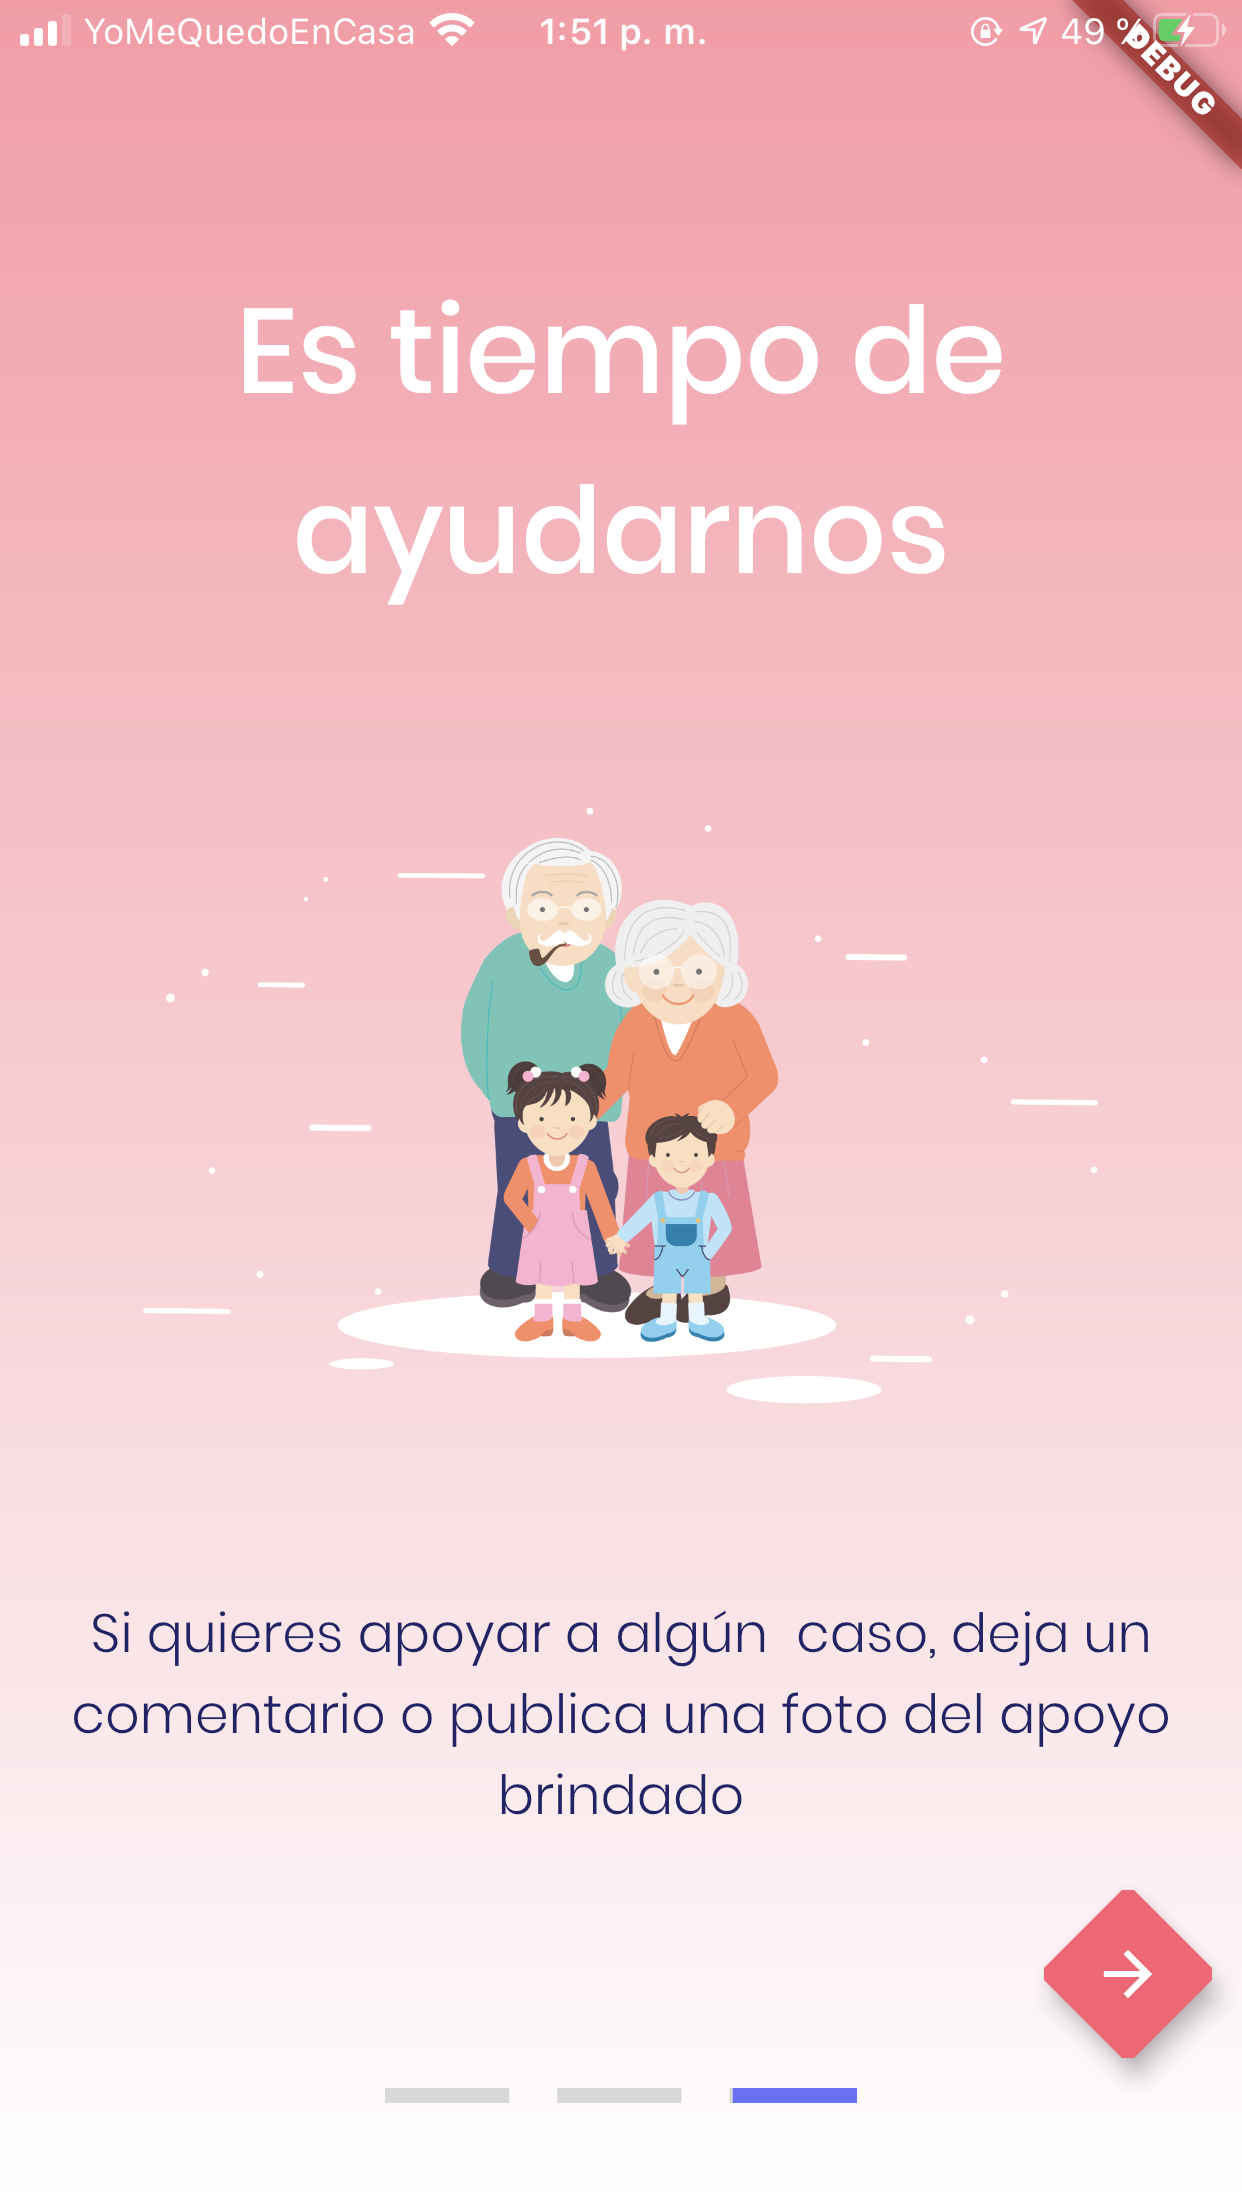 YoMeQuedoEnCasa 1:51 p. m. 49 %
DEBUG
Es tiempo de
ayudarnos
Si quieres apoyar a algún  caso, deja un
comentario o publica una foto del apoyo
brindado